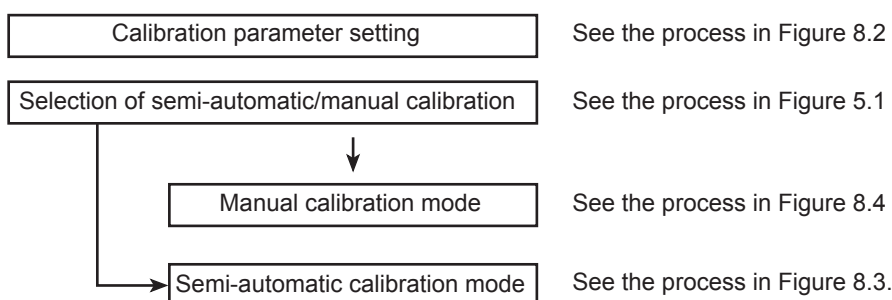 Calibration parameter setting See the process in Figure 8.2
Selection of semi-automatic/manual calibration See the process in Figure 5.1
Manual calibration mode See the process in Figure 8.4
Semi-automatic calibration mode See the process in Figure 8.3.